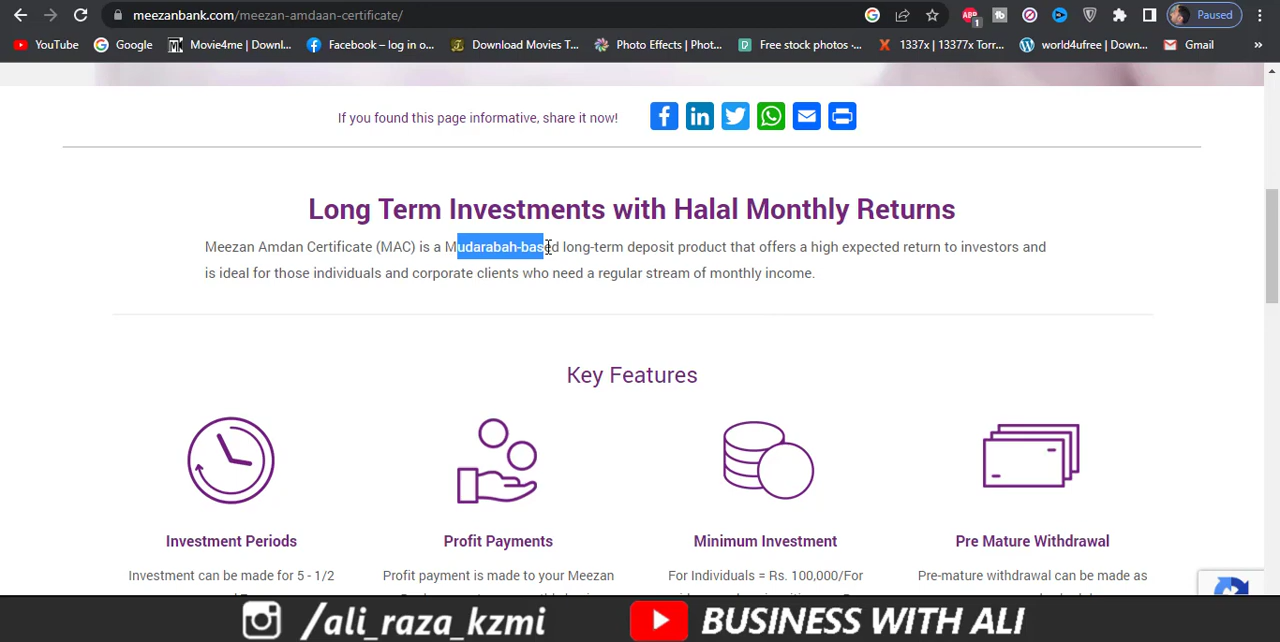 meezanbank.com/meezan-amdaan-certificate/
Paused
YouTube
Google
Movie4me | Downl...
Facebook – log in o...
Download Movies T...
Photo Effects | Phot...
Free stock photos -...
1337x | 13377x Torr...
world4ufree | Down...
Gmail
»
If you found this page informative, share it now!
Long Term Investments with Halal Monthly Returns
Meezan Amdan Certificate (MAC) is a Mudarabah-based long-term deposit product that offers a high expected return to investors and
is ideal for those individuals and corporate clients who need a regular stream of monthly income.
Key Features
Investment Periods
Profit Payments
Minimum Investment
Pre Mature Withdrawal
Investment can be made for 5 - 1/2
Profit payment is made to your Meezan
For Individuals = Rs. 100,000/For
Pre-mature withdrawal can be made as
/ali_raza_kzmi
BUSINESS WITH ALI